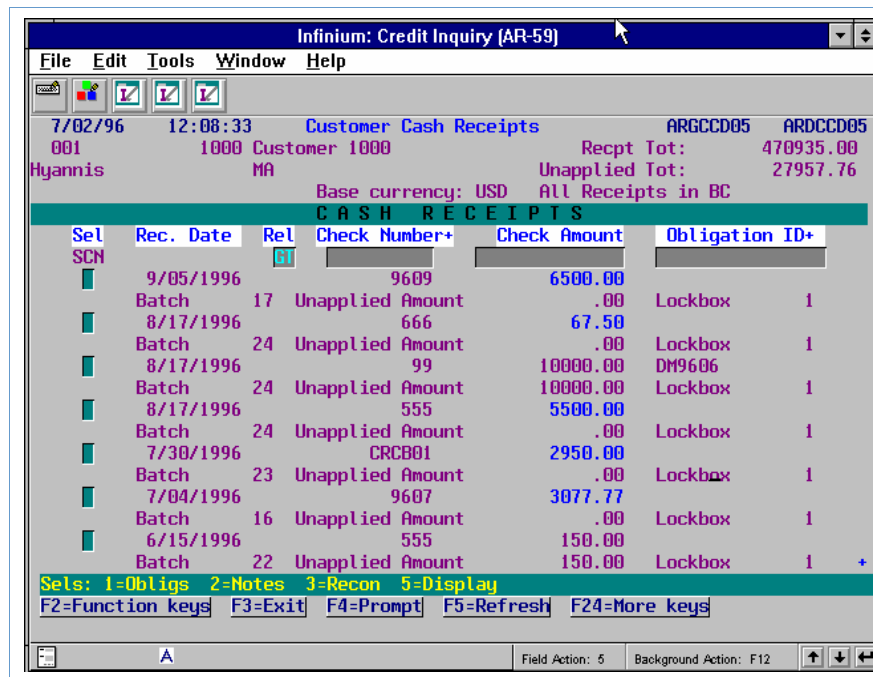 Infinium: Credit Inquiry (AR-59)
File Edit Tools Window Help
7/02/96 12:08:33 Customer Cash Receipts ARGCCD05 ARDCCD05
001 1000 Customer 1000 Recpt Tot: 470935.00
Hyannis MA Unapplied Tot: 27957.76
Base currency: USD All Receipts in BC
C A S H R E C E I P T S
Sel Rec. Date Rel Check Number+ Check Amount Obligation ID+
SCN GT
9/05/1996 9609 6500.00
Batch 17 Unapplied Amount .00 Lockbox 1
8/17/1996 666 67.50
Batch 24 Unapplied Amount .00 Lockbox 1
8/17/1996 99 10000.00 DM9606
Batch 24 Unapplied Amount 10000.00 Lockbox 1
8/17/1996 555 5500.00
Batch 24 Unapplied Amount .00 Lockbox 1
7/30/1996 CRCB01 2950.00
Batch 23 Unapplied Amount .00 Lockbox 1
7/04/1996 9607 3077.77
Batch 16 Unapplied Amount .00 Lockbox 1
6/15/1996 555 150.00
Batch 22 Unapplied Amount 150.00 Lockbox 1 +
Sels: 1=Obligs 2=Notes 3=Recon 5=Display
F2=Function keys F3=Exit F4=Prompt F5=Refresh F24=More keys
A Field Action: 5 Background Action: F12